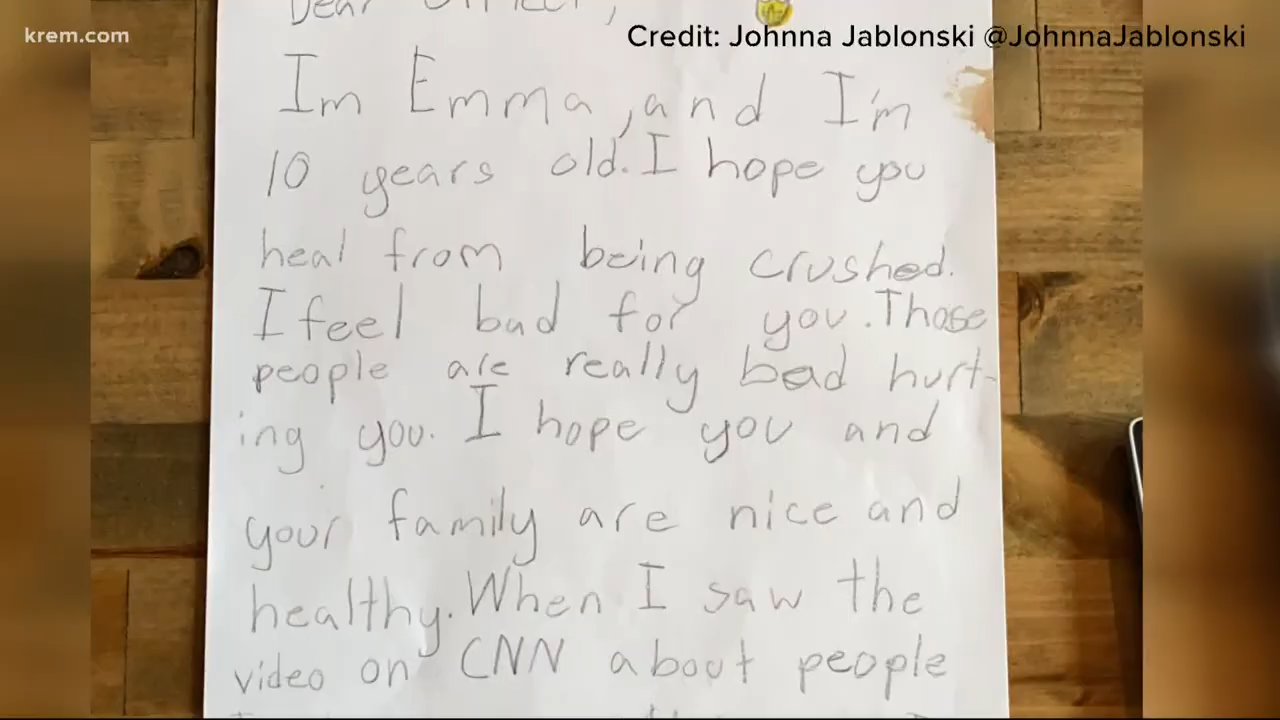 krem.com
Credit: Johnna Jablonski @JohnnaJablonski
Dear Officer,
Im Emma, and I'm
10 years old. I hope you
heal from being crushed.
I feel bad for you. Those
people are really bad hurt-
ing you. I hope you and
your family are nice and
healthy. When I saw the
video on CNN about people